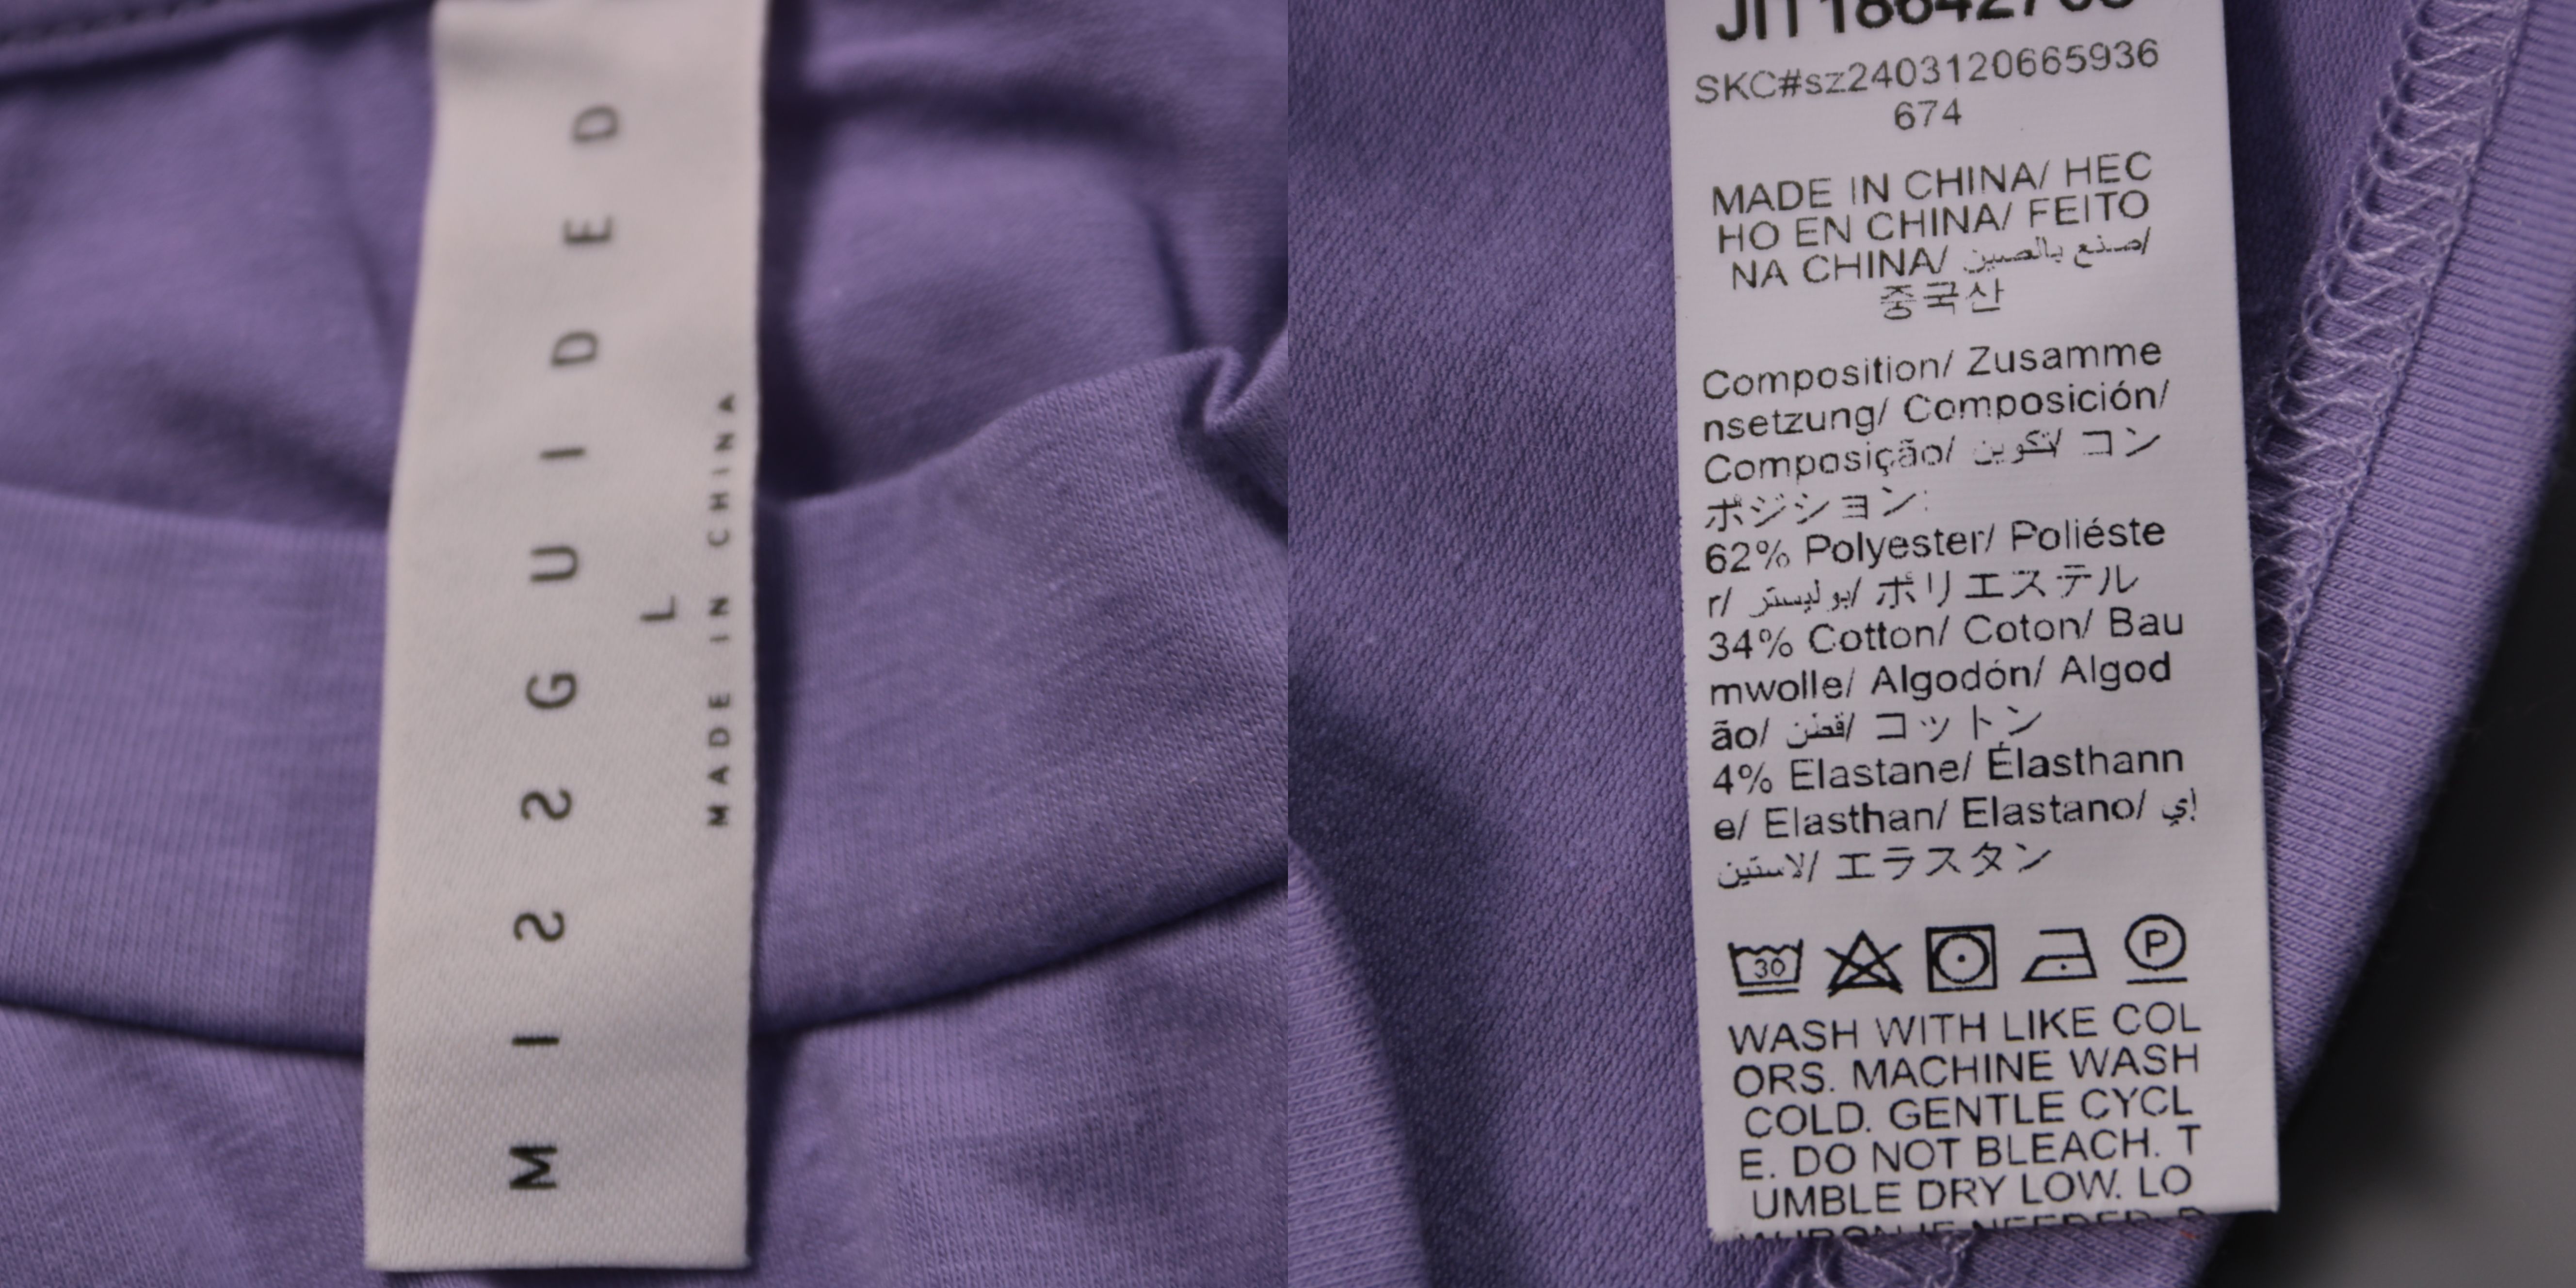 MISSGUIDED
L
MADE IN CHINA
SKC#sz2403120665936
674
MADE IN CHINA/ HEC
HO EN CHINA/ FEITO
NA CHINA/ صنع بالصين/
중국산
Composition/ Zusamme
nsetzung/ Composición/
Composição/ تكوين/ コン
ポジション:
62% Polyester/ Poliéste
r/ بوليستر/ ポリエステル
34% Cotton/ Coton/ Bau
mwolle/ Algodón/ Algod
ão/ قطن/ コットン
4% Elastane/ Élasthann
e/ Elasthan/ Elastano/ إي
لاستين/ エラスタン
30 P
WASH WITH LIKE COL
ORS. MACHINE WASH
COLD. GENTLE CYCL
E. DO NOT BLEACH. T
UMBLE DRY LOW. LO